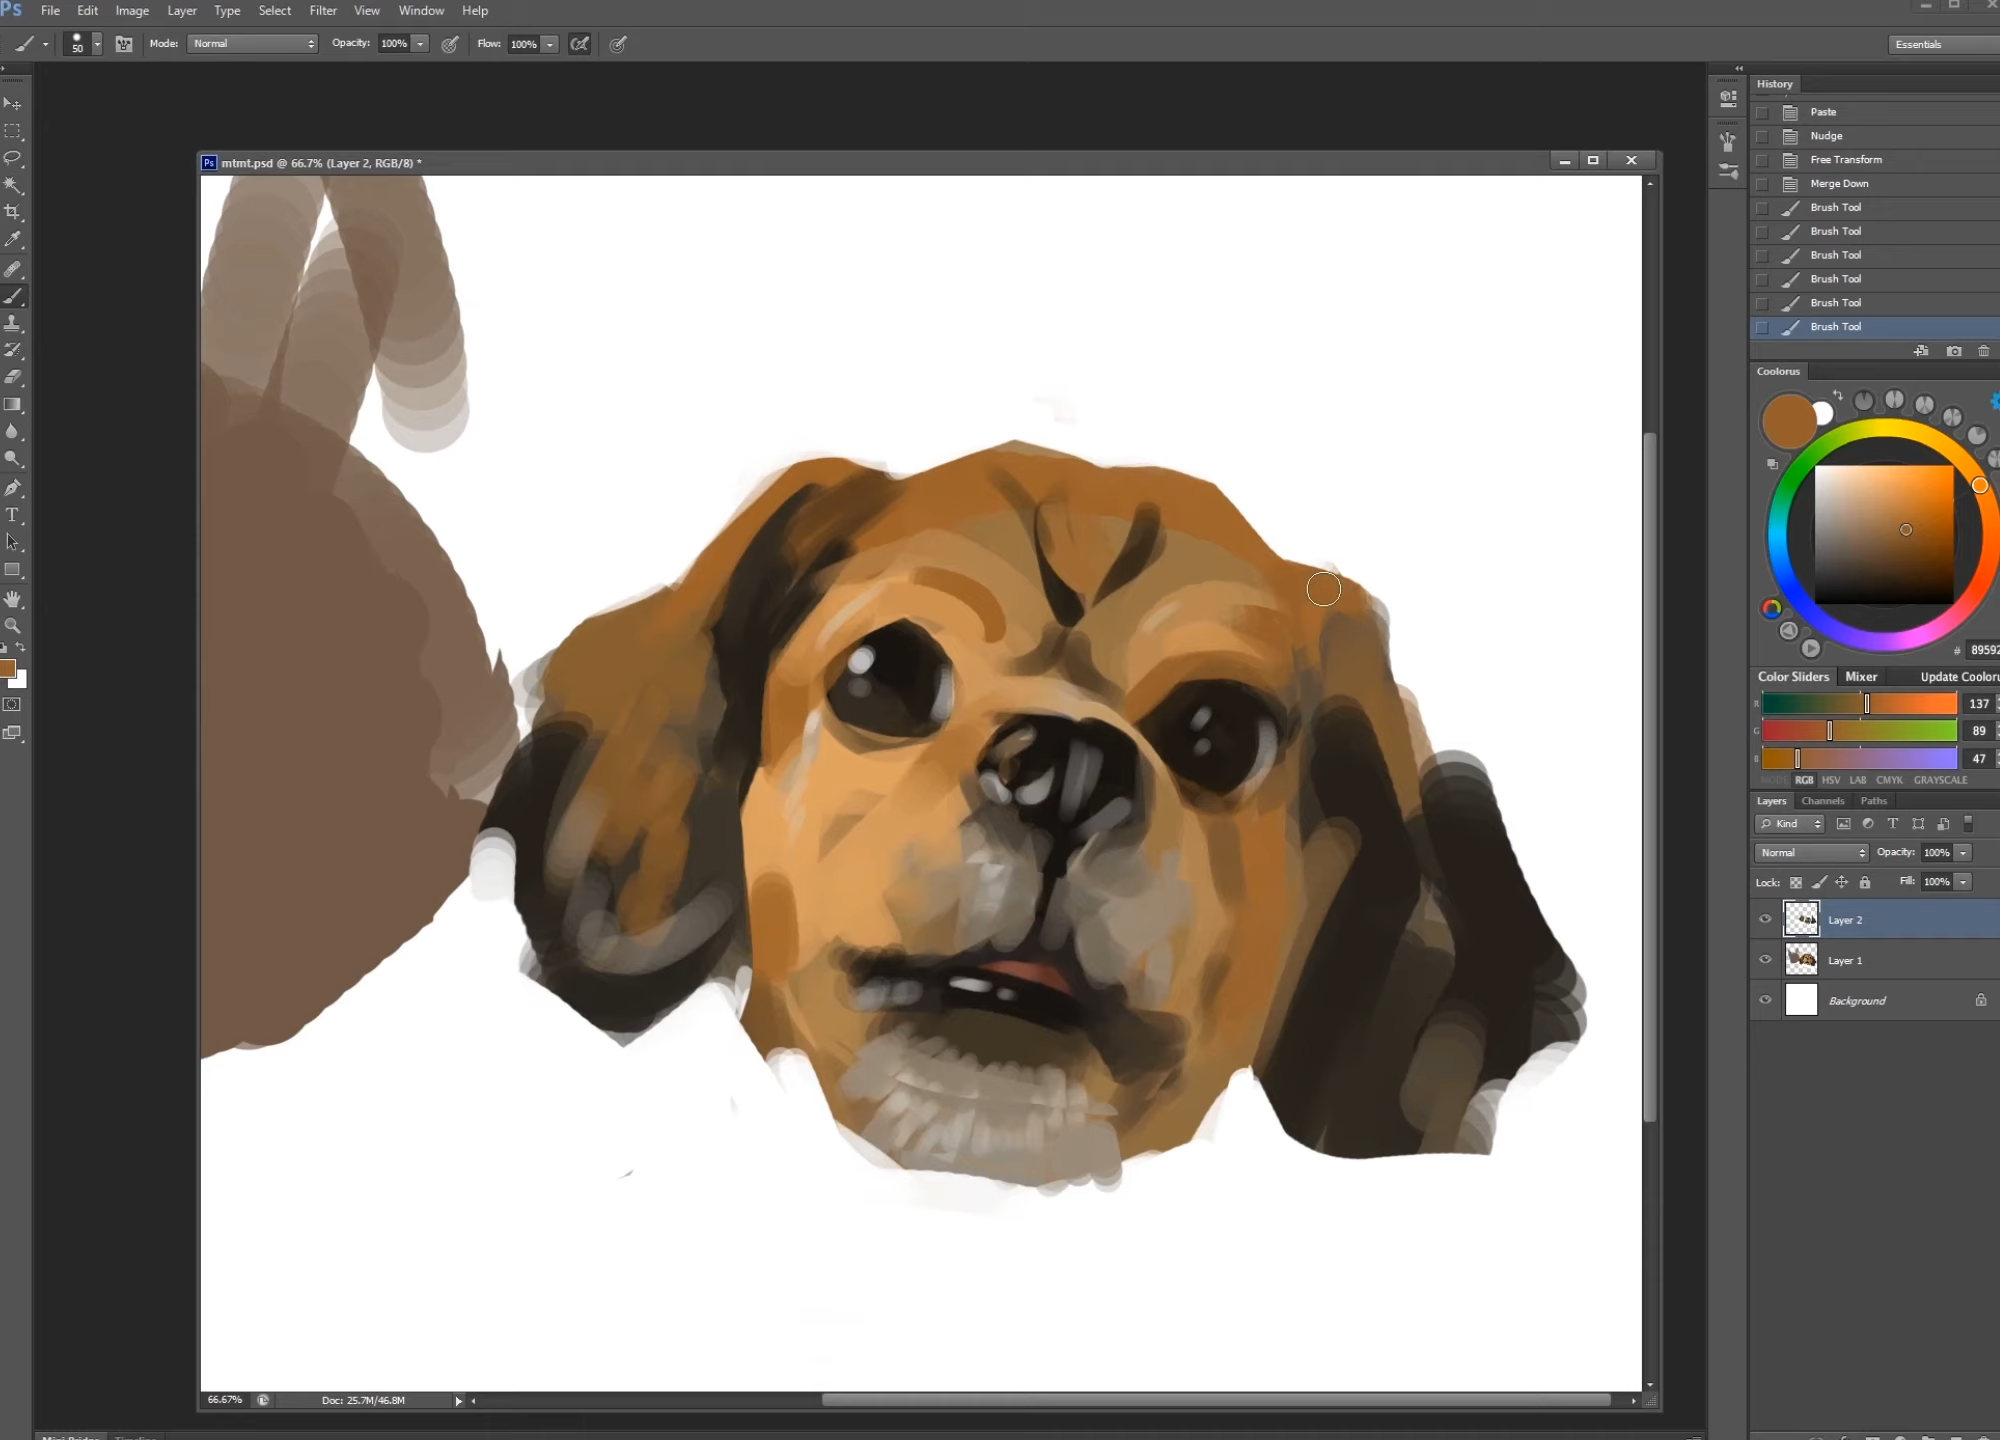 Ps File Edit Image Layer Type Select Filter View Window Help
50 Mode: Normal Opacity: 100% Flow: 100% Essentials
mtmt.psd @ 66.7% (Layer 2, RGB/8) *
66.67% Doc: 25.7M/46.8M
History
Paste
Nudge
Free Transform
Merge Down
Brush Tool
Brush Tool
Brush Tool
Brush Tool
Brush Tool
Brush Tool
Coolorus
# 89592
Color Sliders Mixer Update Cooloru
R 137
G 89
B 47
RGB HSV LAB CMYK GRAYSCALE
Layers Channels Paths
Kind
Normal Opacity: 100%
Lock: Fill: 100%
Layer 2
Layer 1
Background